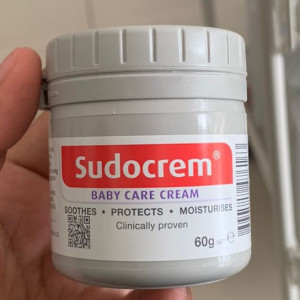 Sudocrem®
BABY CARE CREAM
SOOTHES • PROTECTS • MOISTURISES
Clinically proven
60g